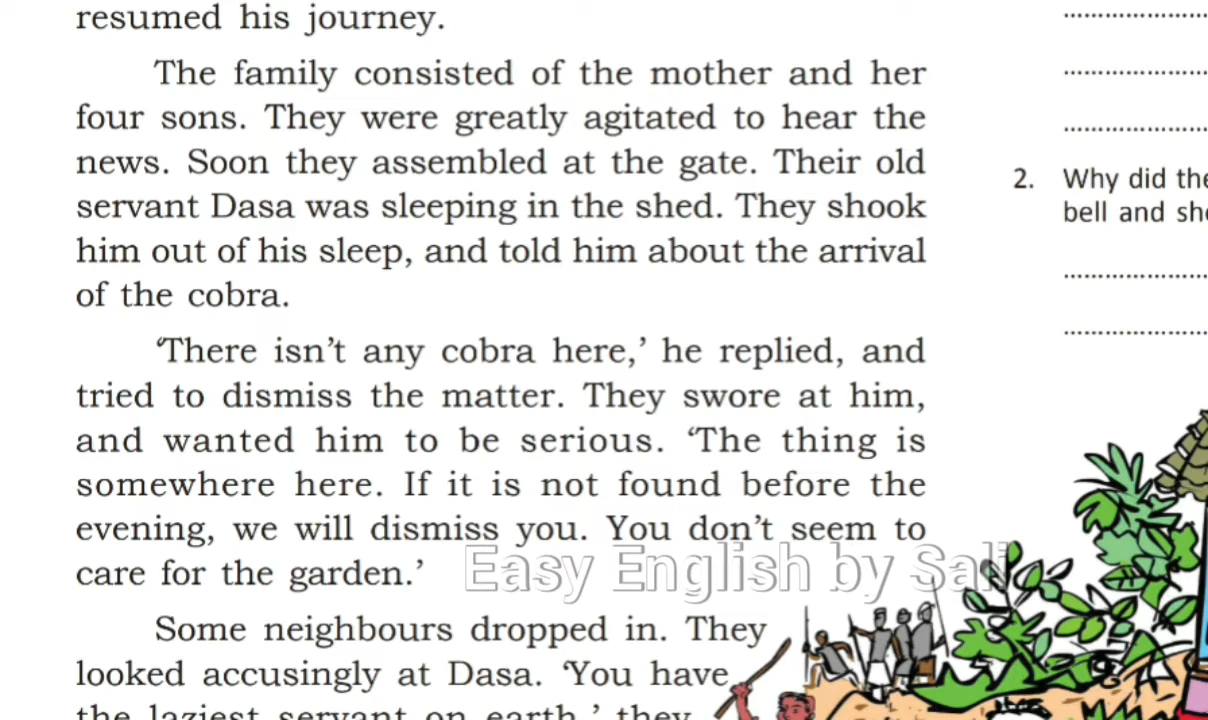 resumed his journey.
The family consisted of the mother and her
four sons. They were greatly agitated to hear the
news. Soon they assembled at the gate. Their old
servant Dasa was sleeping in the shed. They shook
him out of his sleep, and told him about the arrival
of the cobra.
‘There isn’t any cobra here,’ he replied, and
tried to dismiss the matter. They swore at him,
and wanted him to be serious. ‘The thing is
somewhere here. If it is not found before the
evening, we will dismiss you. You don’t seem to
care for the garden.’
Some neighbours dropped in. They
looked accusingly at Dasa. ‘You have
the laziest servant on earth,’ they
2. Why did the
bell and
Easy English by